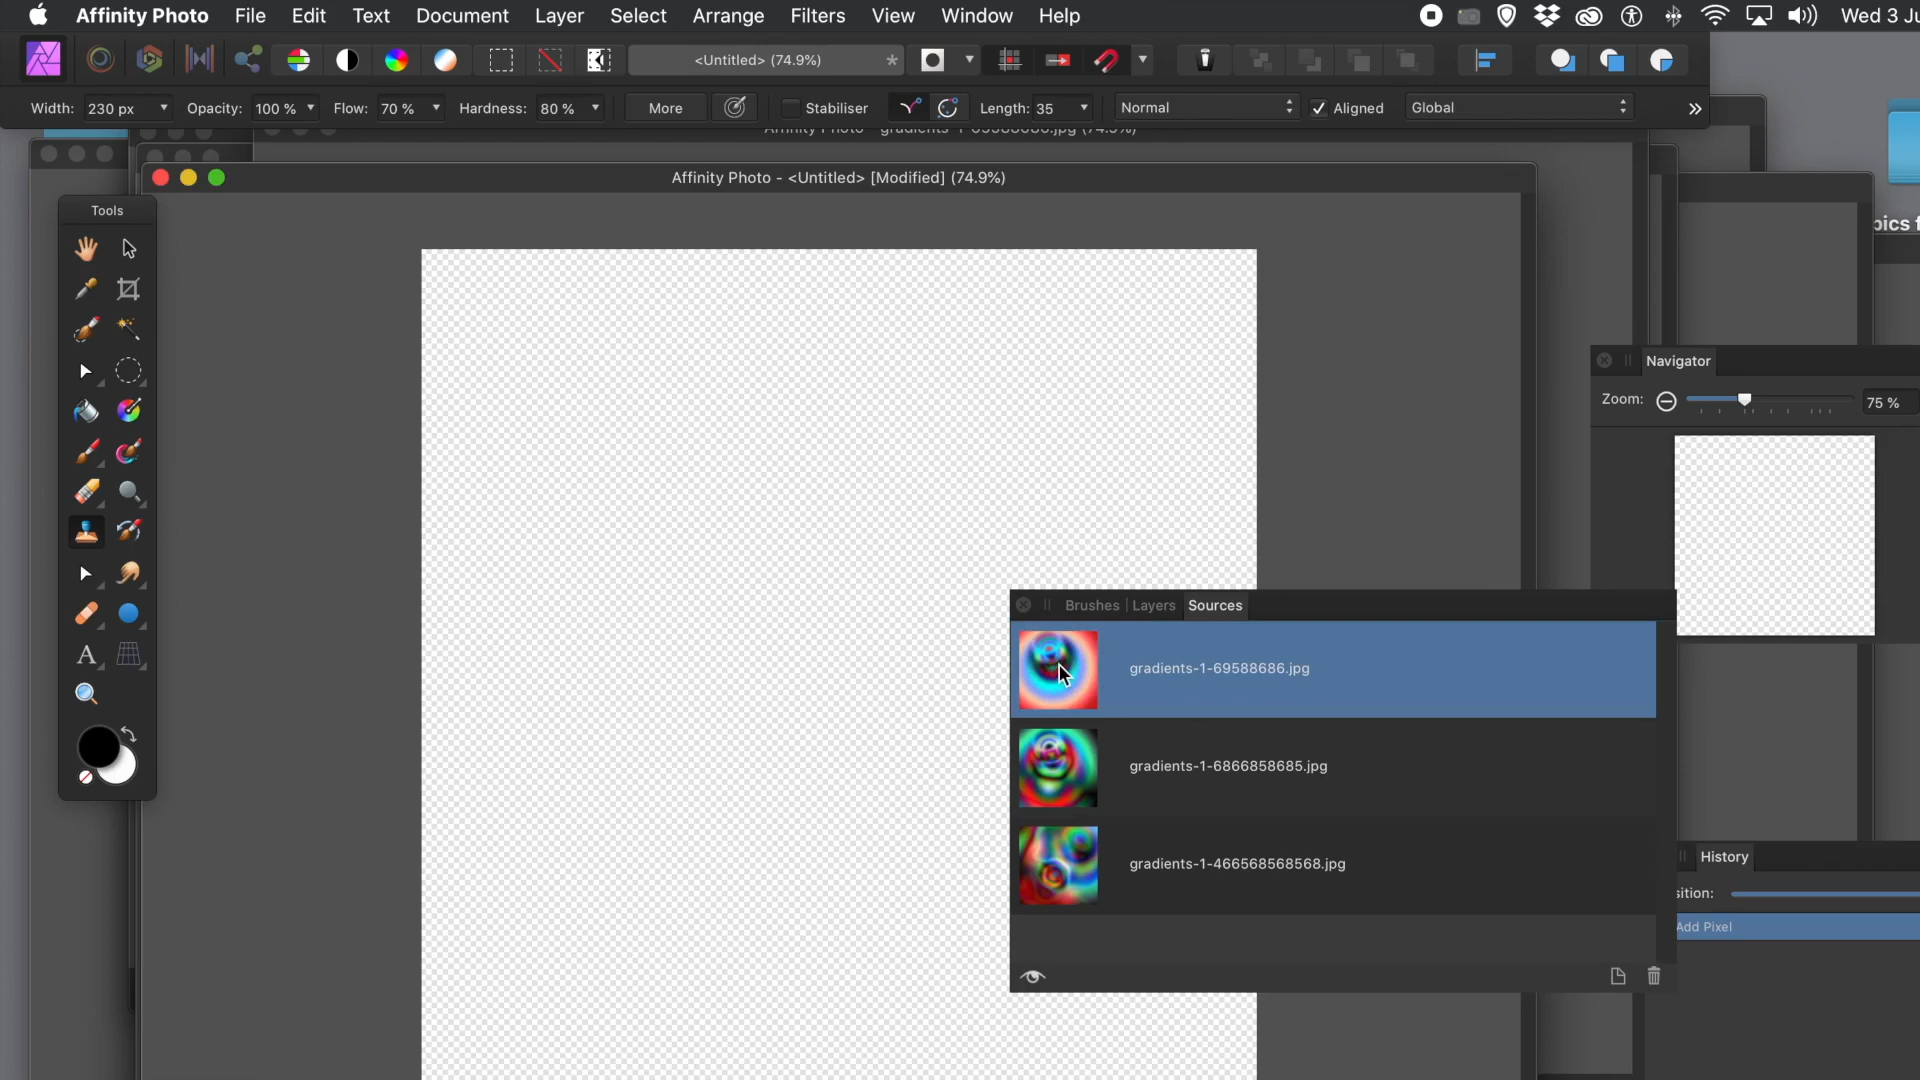 Affinity Photo File Edit Text Document Layer Select Arrange Filters View Window Help Wed 3
<Untitled> (74.9%) *
Width: 230 px Opacity: 100 % Flow: 70 % Hardness: 80 % More Stabiliser Length: 35 Normal Aligned Global
Affinity Photo - <Untitled> [Modified] (74.9%)
Tools
pics f
Navigator
Zoom: 75 %
Brushes Layers Sources
gradients-1-69588686.jpg
gradients-1-6866858685.jpg
gradients-1-466568568568.jpg
History
sition:
Add Pixel
A